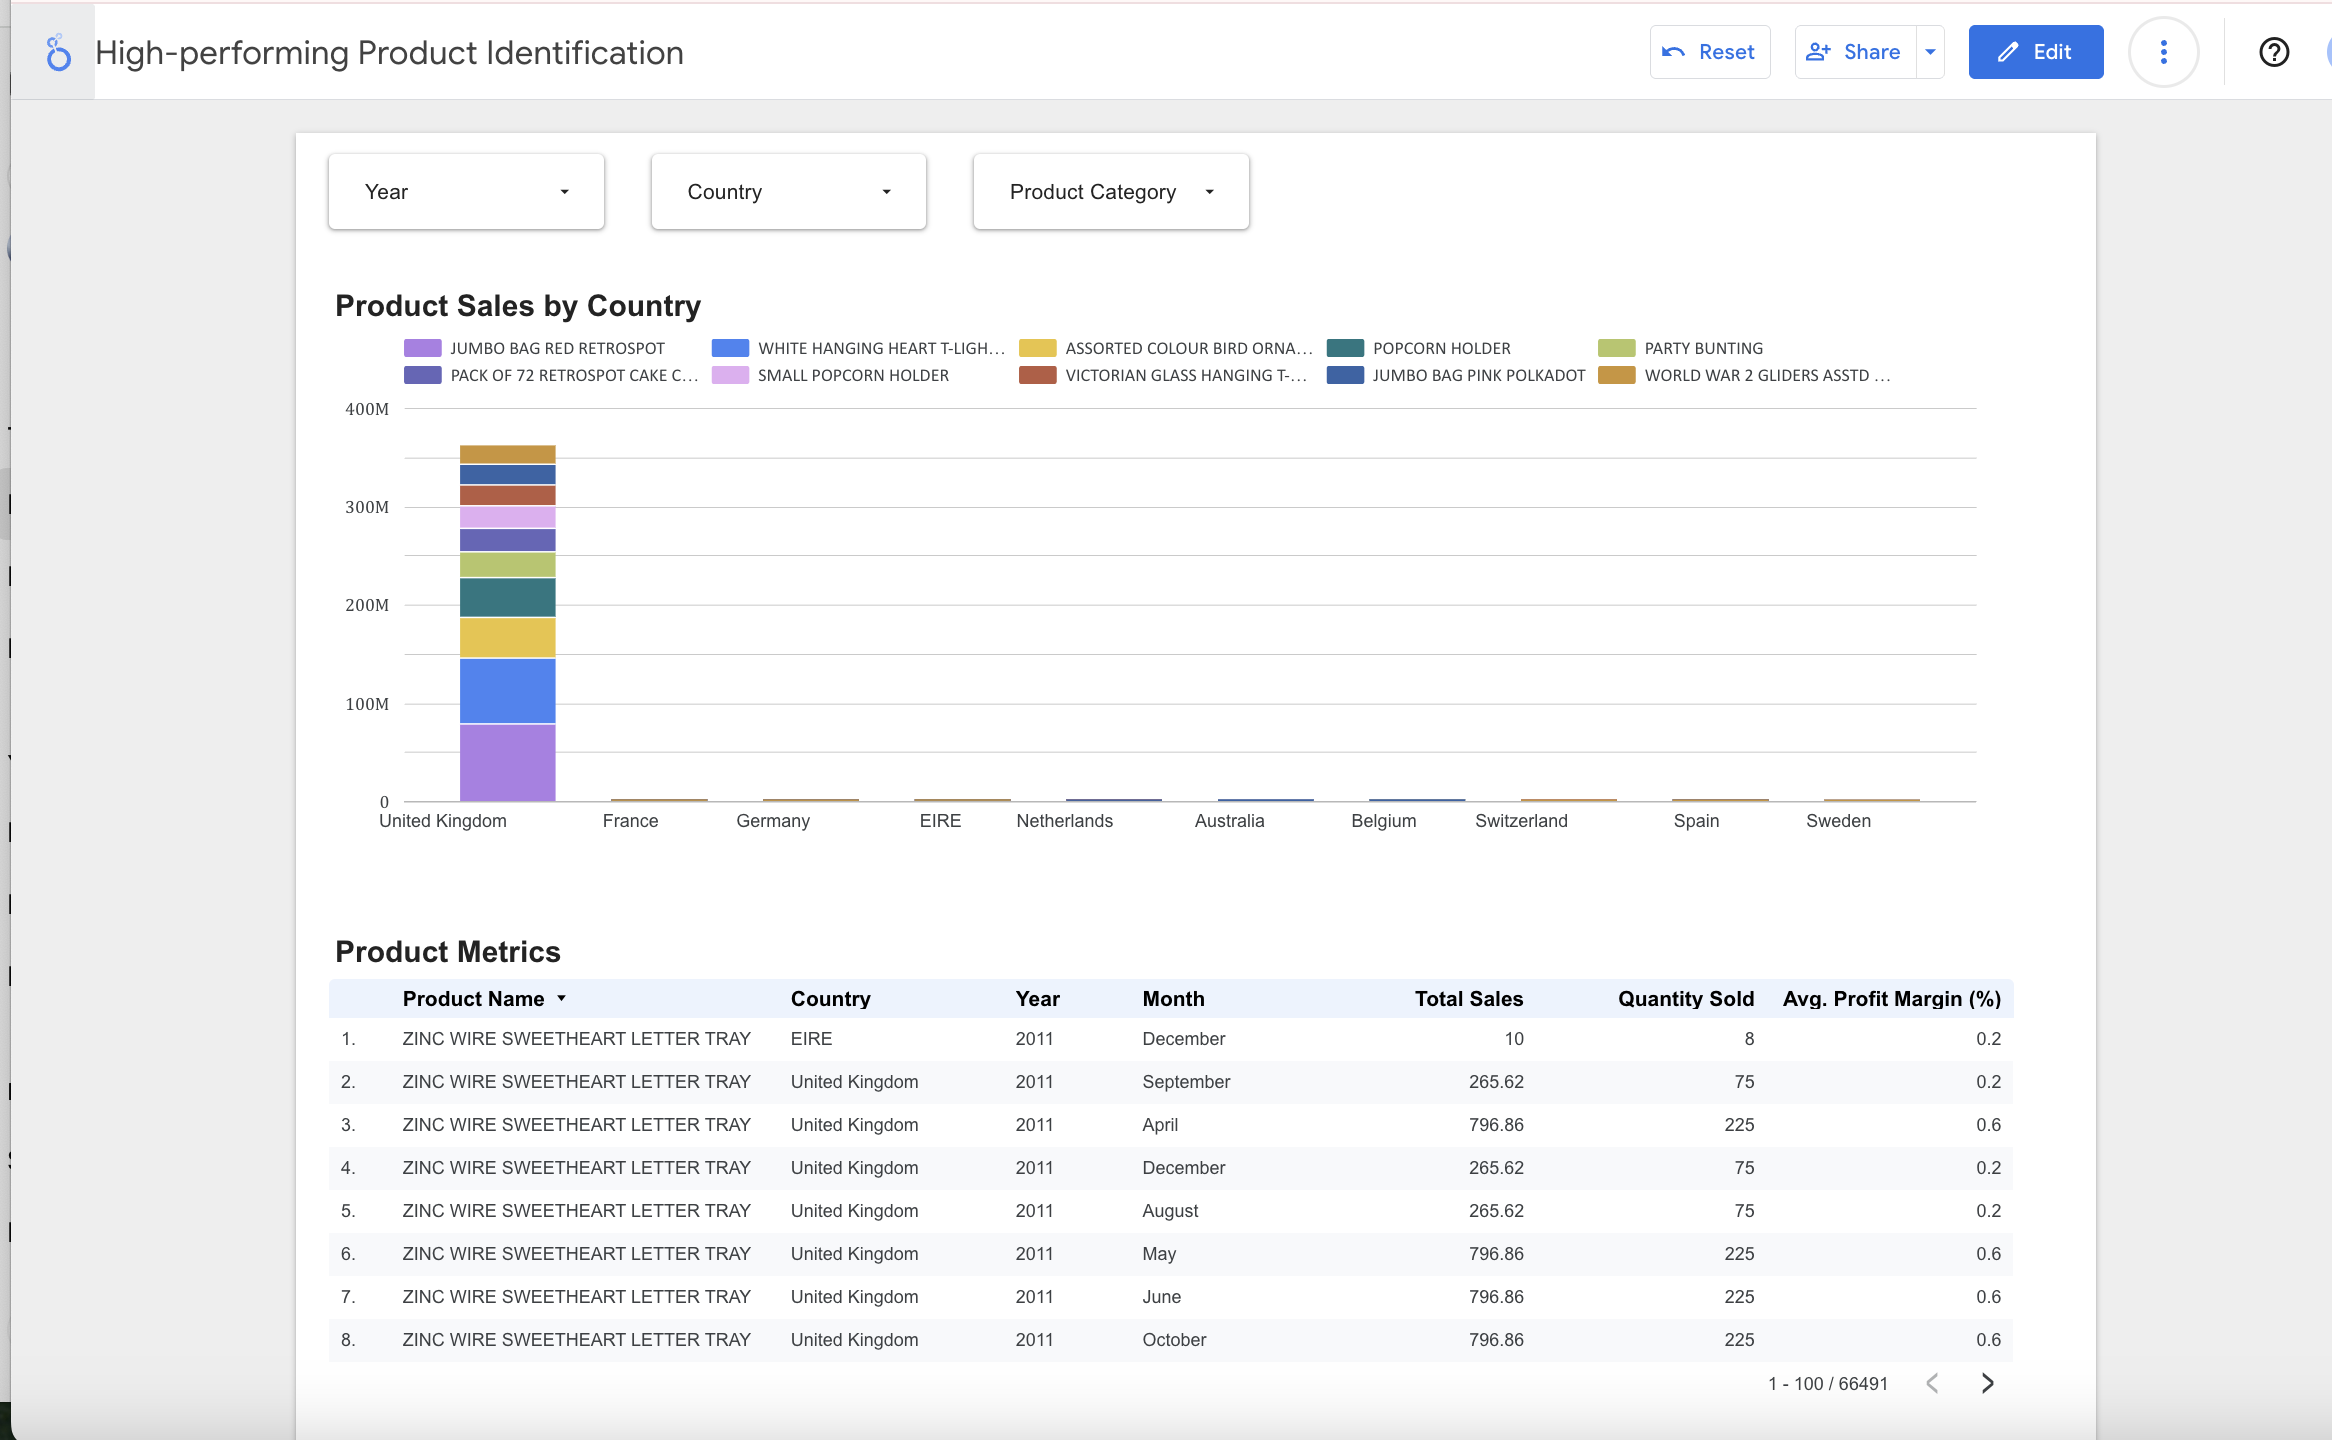 High-performing Product Identification
Reset
Share
Edit
Year
Country
Product Category
Product Sales by Country
JUMBO BAG RED RETROSPOT WHITE HANGING HEART T-LIGH... ASSORTED COLOUR BIRD ORNA... POPCORN HOLDER PARTY BUNTING
PACK OF 72 RETROSPOT CAKE C... SMALL POPCORN HOLDER VICTORIAN GLASS HANGING T-... JUMBO BAG PINK POLKADOT WORLD WAR 2 GLIDERS ASSTD ...
400M
300M
200M
100M
0
United Kingdom France Germany EIRE Netherlands Australia Belgium Switzerland Spain Sweden
Product Metrics
Product Name Country Year Month Total Sales Quantity Sold Avg. Profit Margin (%)
1. ZINC WIRE SWEETHEART LETTER TRAY EIRE 2011 December 10 8 0.2
2. ZINC WIRE SWEETHEART LETTER TRAY United Kingdom 2011 September 265.62 75 0.2
3. ZINC WIRE SWEETHEART LETTER TRAY United Kingdom 2011 April 796.86 225 0.6
4. ZINC WIRE SWEETHEART LETTER TRAY United Kingdom 2011 December 265.62 75 0.2
5. ZINC WIRE SWEETHEART LETTER TRAY United Kingdom 2011 August 265.62 75 0.2
6. ZINC WIRE SWEETHEART LETTER TRAY United Kingdom 2011 May 796.86 225 0.6
7. ZINC WIRE SWEETHEART LETTER TRAY United Kingdom 2011 June 796.86 225 0.6
8. ZINC WIRE SWEETHEART LETTER TRAY United Kingdom 2011 October 796.86 225 0.6
1 - 100 / 66491